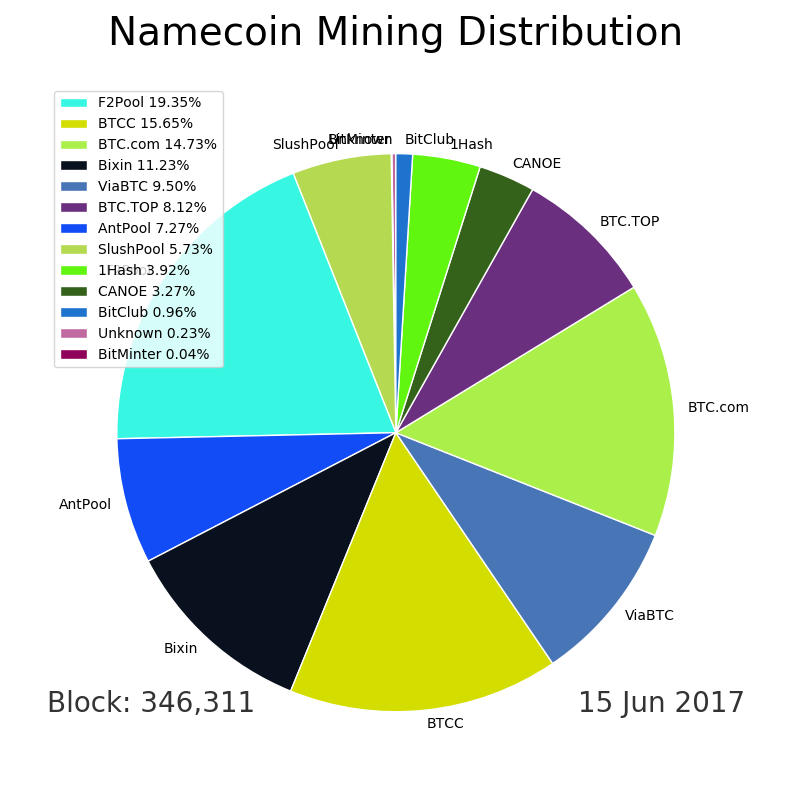 Namecoin Mining Distribution
F2Pool 19.35%
BTCC 15.65%
BTC.com 14.73%
Bixin 11.23%
ViaBTC 9.50%
BTC.TOP 8.12%
AntPool 7.27%
SlushPool 5.73%
1Hash 3.92%
CANOE 3.27%
BitClub 0.96%
Unknown 0.23%
BitMinter 0.04%
SlushPool
BitMinter
Unknown
BitClub
1Hash
CANOE
BTC.TOP
BTC.com
AntPool
ViaBTC
Bixin
BTCC
Block: 346,311
15 Jun 2017